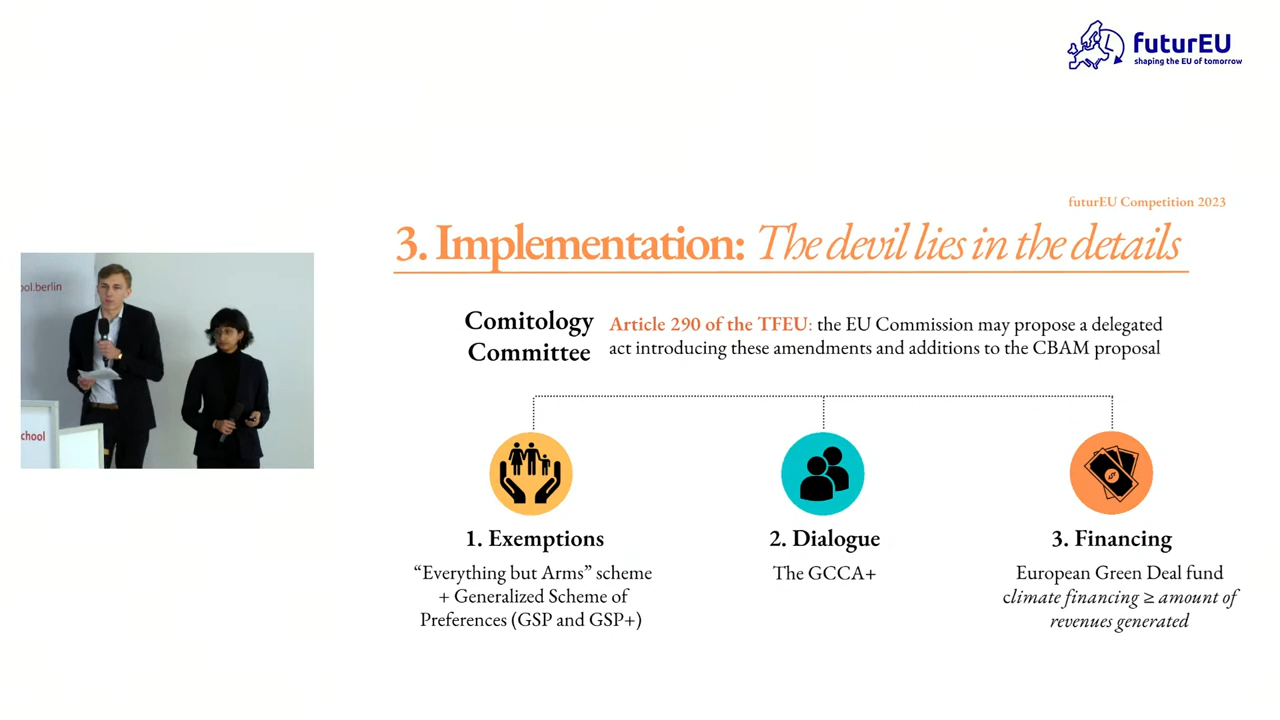 futurEU
shaping the EU of tomorrow
futurEU Competition 2023
3. Implementation: The devil lies in the details
Comitology
Committee
Article 290 of the TFEU: the EU Commission may propose a delegated
act introducing these amendments and additions to the CBAM proposal
ool.berlin
chool
1. Exemptions
“Everything but Arms” scheme
+ Generalized Scheme of
Preferences (GSP and GSP+)
2. Dialogue
The GCCA+
3. Financing
European Green Deal fund
climate financing ≥ amount of
revenues generated